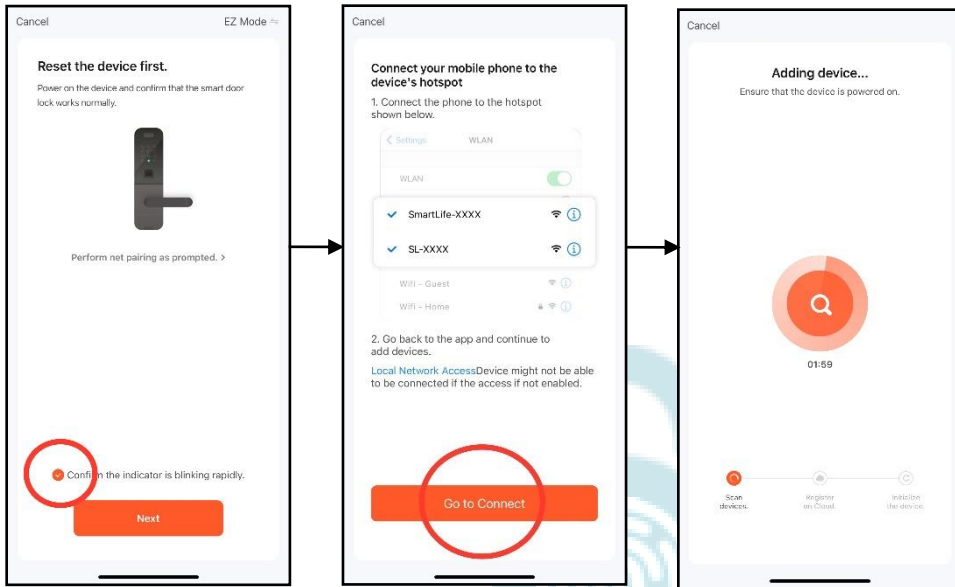 Cancel
EZ Mode
Reset the device first.
Power on the device and confirm that the smart door
lock works normally.
Perform net pairing as prompted. >
Confirm the indicator is blinking rapidly.
Next
Cancel
Connect your mobile phone to the
device's hotspot
1. Connect the phone to the hotspot
shown below.
Settings
WLAN
WLAN
SmartLife-XXXX
SL-XXXX
Wifi - Guest
Wifi - Home
2. Go back to the app and continue to
add devices.
Local Network AccessDevice might not be able
to be connected if the access if not enabled.
Go to Connect
Cancel
Adding device...
Ensure that the device is powered on.
01:59
Scan
devices.
Register
on Cloud.
Initialize
the device.